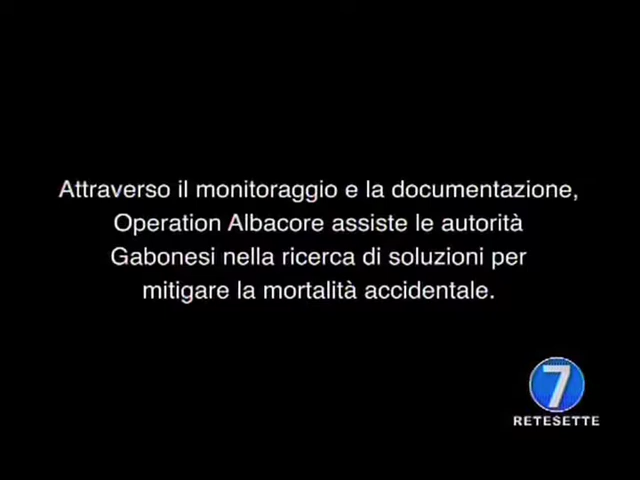 Attraverso il monitoraggio e la documentazione,
Operation Albacore assiste le autorità
Gabonesi nella ricerca di soluzioni per
mitigare la mortalità accidentale.
7
RETESETTE